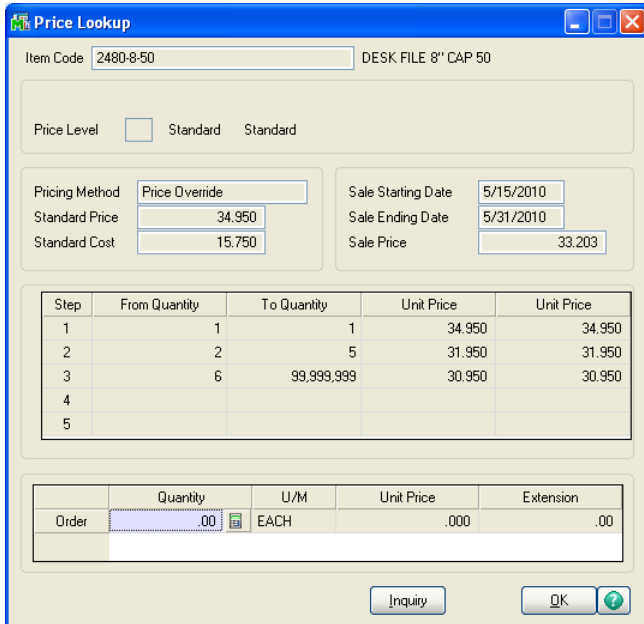 Price Lookup
Item Code 2480-8-50 DESK FILE 8" CAP 50
Price Level Standard Standard
Pricing Method Price Override Sale Starting Date 5/15/2010
Standard Price 34.950 Sale Ending Date 5/31/2010
Standard Cost 15.750 Sale Price 33.203
Step From Quantity To Quantity Unit Price Unit Price
1 1 1 34.950 34.950
2 2 5 31.950 31.950
3 6 99,999,999 30.950 30.950
4
5
Quantity U/M Unit Price Extension
Order .00 EACH .000 .00
Inquiry OK ?